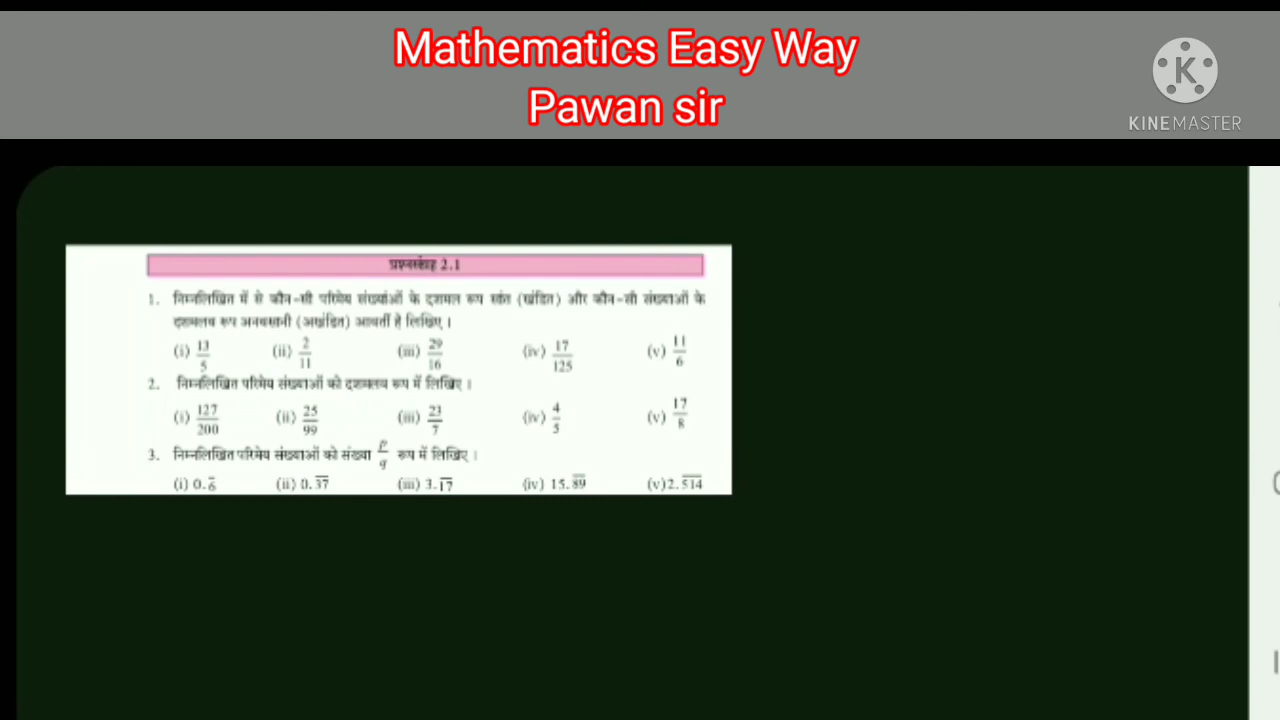 Mathematics Easy Way
Pawan sir
K
KINEMASTER
प्रश्नसंग्रह 2.1
1. निम्नलिखित में से कौन-सी परिमेय संख्यांओं के दशमल रूप सांत (खंडित) और कौन-सी संख्याओं के
दशमलव रूप अनवसानी (अखंडित) आवर्ती है लिखिए।
(i) 13/5 (ii) 2/11 (iii) 29/16 (iv) 17/125 (v) 11/6
2. निम्नलिखित परिमेय संख्याओं को दशमलव रूप में लिखिए।
(i) 127/200 (ii) 25/99 (iii) 23/7 (iv) 4/5 (v) 17/8
3. निम्नलिखित परिमेय संख्याओं को संख्या p/q रूप में लिखिए।
(i) 0.6̅ (ii) 0.3̅7̅ (iii) 3.1̅7̅ (iv) 15.8̅9̅ (v) 2.5̅1̅4̅